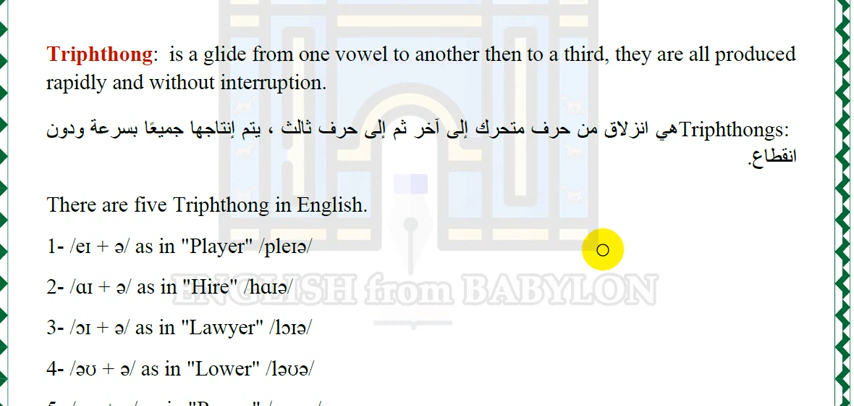 Triphthong: is a glide from one vowel to another then to a third, they are all produced
rapidly and without interruption.
Triphthongs: هي انزلاق من حرف متحرك إلى آخر ثم إلى حرف ثالث ، يتم إنتاجها جميعًا بسرعة ودون
انقطاع.
There are five Triphthong in English.
1- /eɪ + ə/ as in "Player" /pleɪə/
2- /ɑɪ + ə/ as in "Hire" /hɑɪə/
ENGLISH from BABYLON
3- /ɔɪ + ə/ as in "Lawyer" /lɔɪə/
4- /əʊ + ə/ as in "Lower" /ləʊə/